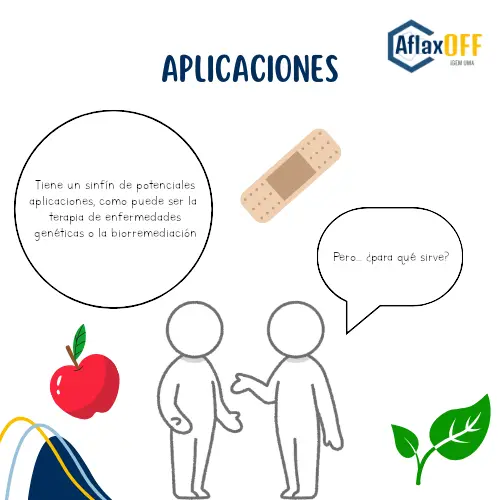 AflaxOFF
IGEM UMA
APLICACIONES
Tiene un sinfín de potenciales
aplicaciones, como puede ser la
terapia de enfermedades
genéticas o la biorremediación
Pero... ¿para qué sirve?